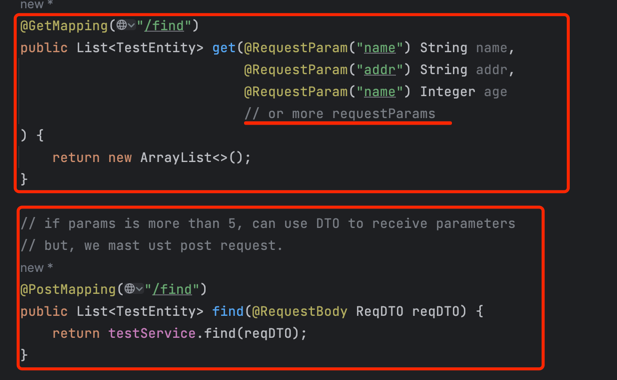 new *
@GetMapping("/find")
public List<TestEntity> get(@RequestParam("name") String name,
@RequestParam("addr") String addr,
@RequestParam("name") Integer age
// or more requestParams
) {
return new ArrayList<>();
}
// if params is more than 5, can use DTO to receive parameters
// but, we mast ust post request.
new *
@PostMapping("/find")
public List<TestEntity> find(@RequestBody ReqDTO reqDTO) {
return testService.find(reqDTO);
}